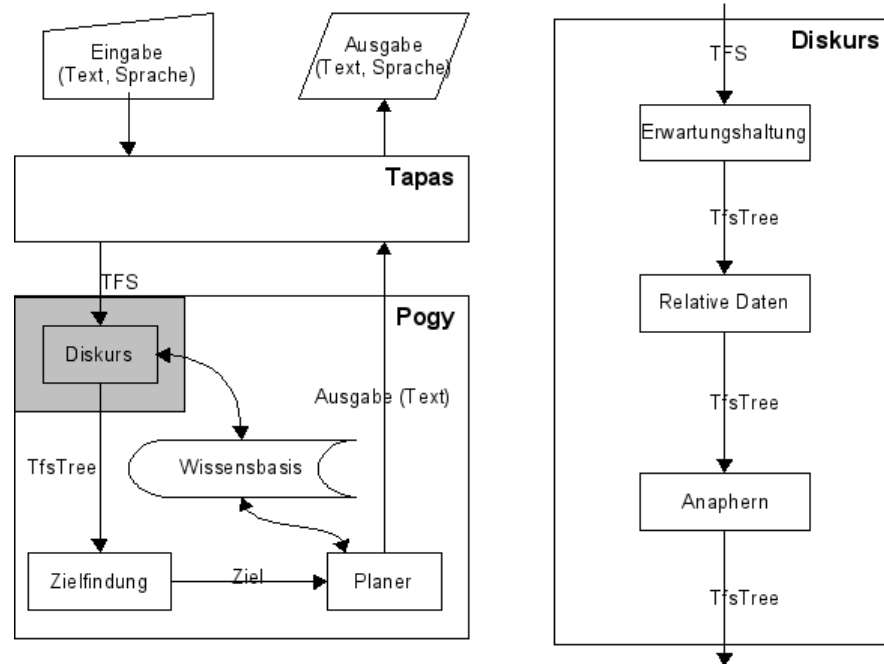 Eingabe
(Text, Sprache)
Ausgabe
(Text, Sprache)
Tapas
TFS
Pogy
Diskurs
Ausgabe (Text)
TfsTree
Wissensbasis
Zielfindung
Ziel
Planer
Diskurs
TFS
Erwartungshaltung
TfsTree
Relative Daten
TfsTree
Anaphern
TfsTree